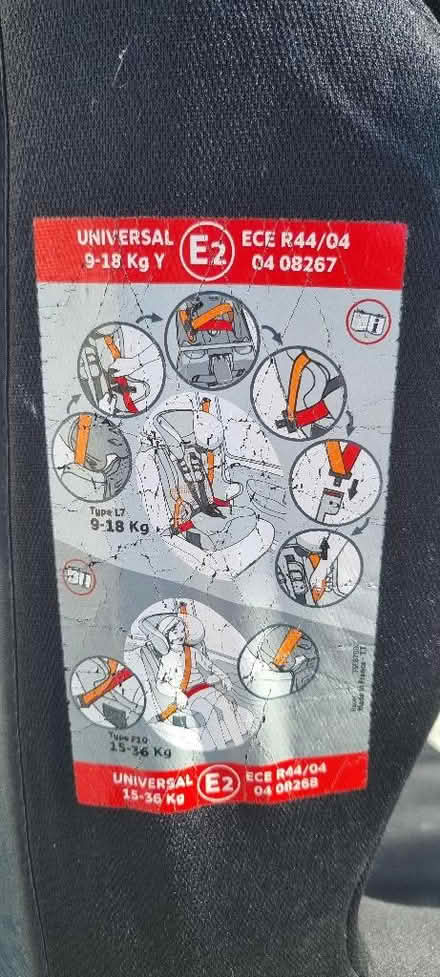 UNIVERSAL
9-18 Kg Y
E2
ECE R44/04
04 08267
Type L7
9-18 Kg
Type F10
15-36 Kg
Made in France - TT
UNIVERSAL
15-36 Kg
E2
ECE R44/04
04 08268